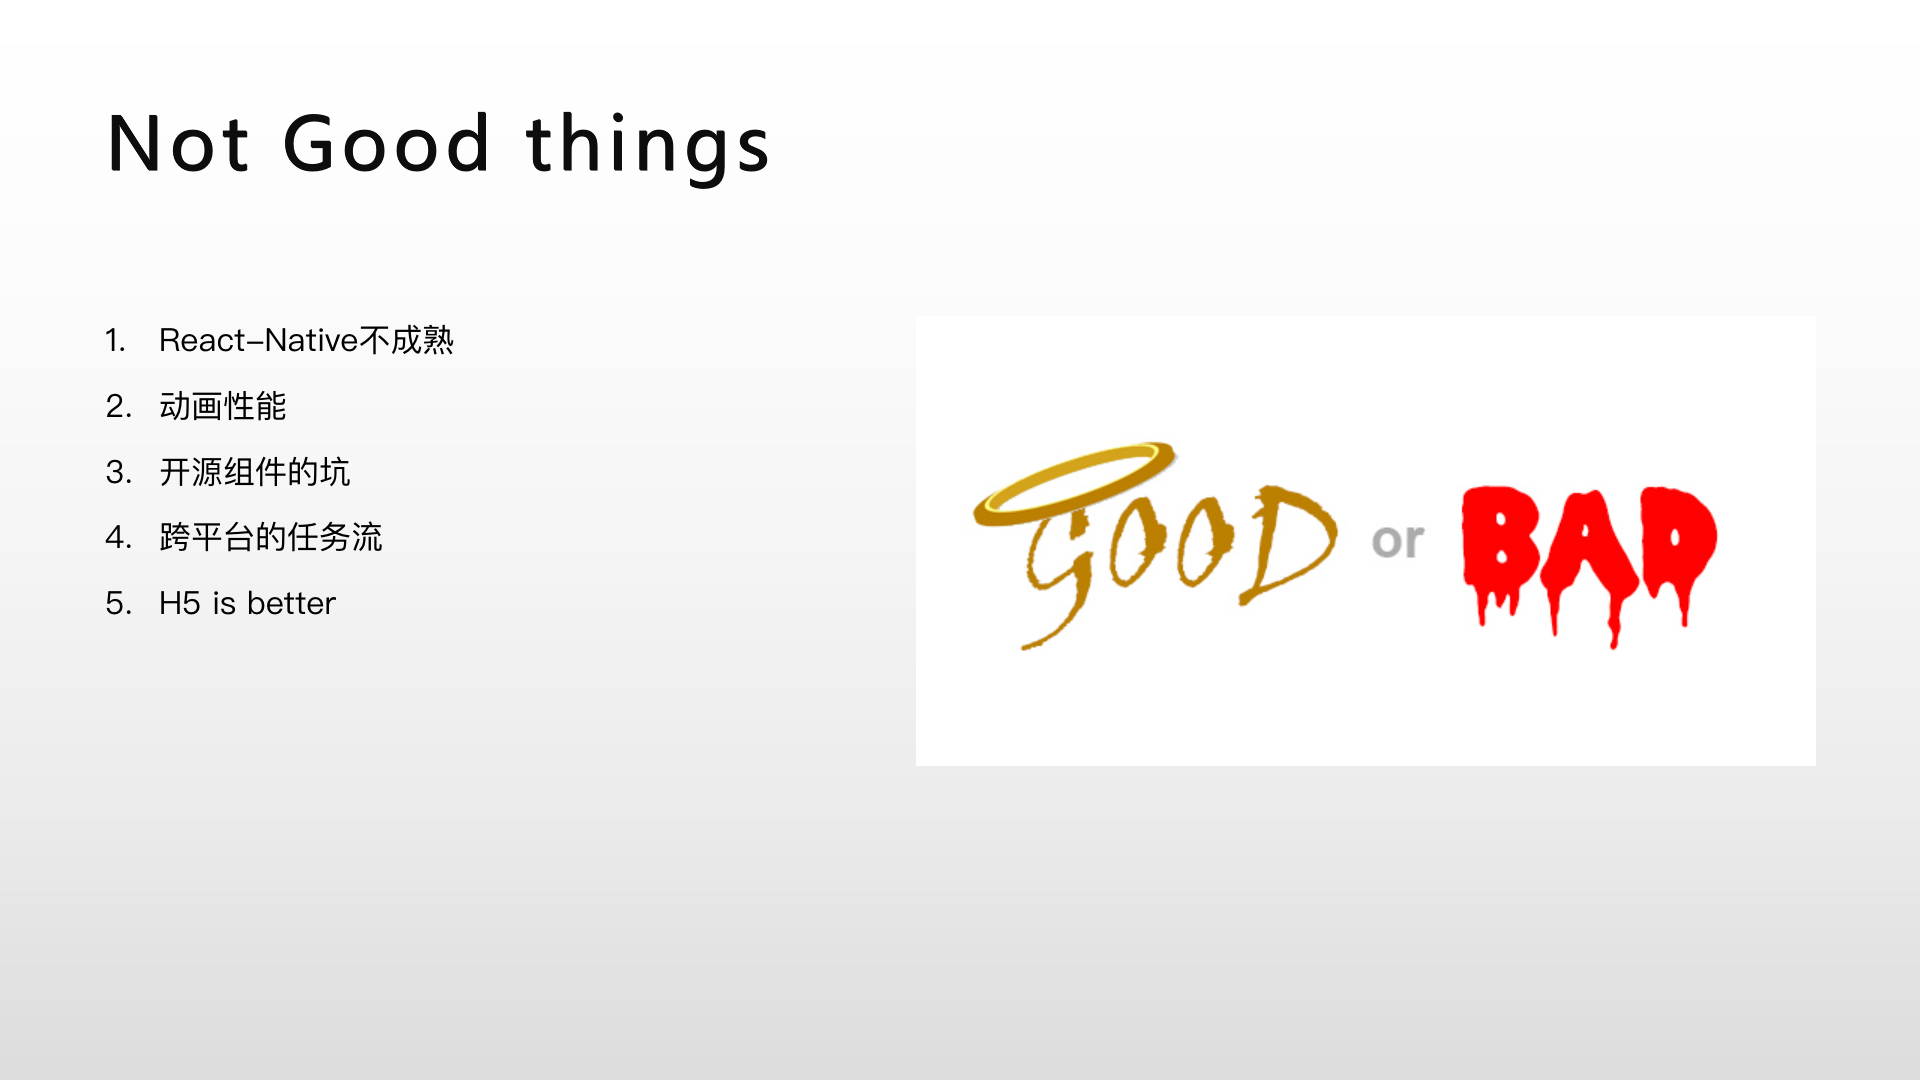 Not Good things
1. React-Native不成熟
2. 动画性能
3. 开源组件的坑
4. 跨平台的任务流
5. H5 is better
GOOD or BAD